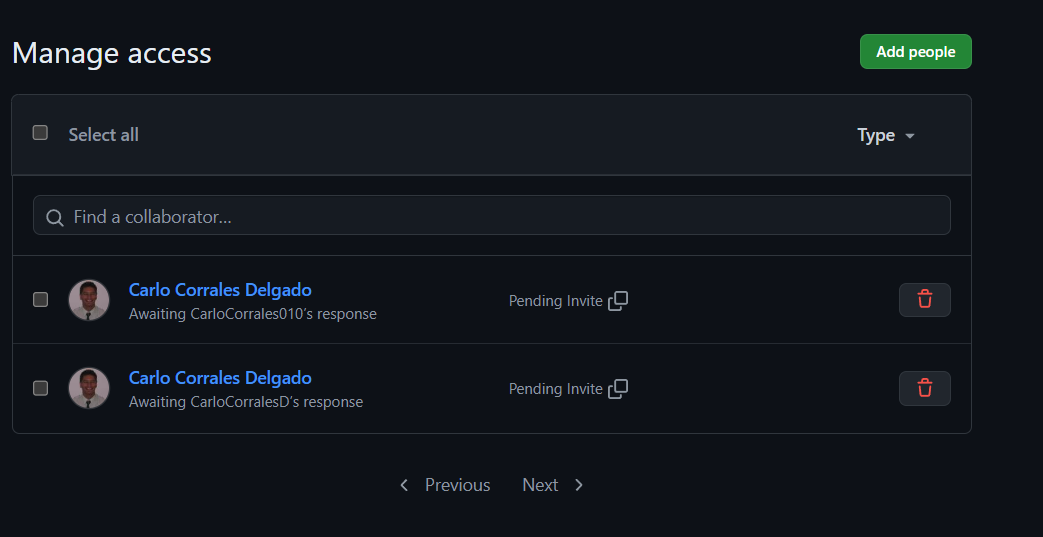 Manage access
Add people
Select all
Type
Find a collaborator...
Carlo Corrales Delgado
Awaiting CarloCorrales010’s response
Pending Invite
Carlo Corrales Delgado
Awaiting CarloCorralesD’s response
Pending Invite
Previous
Next